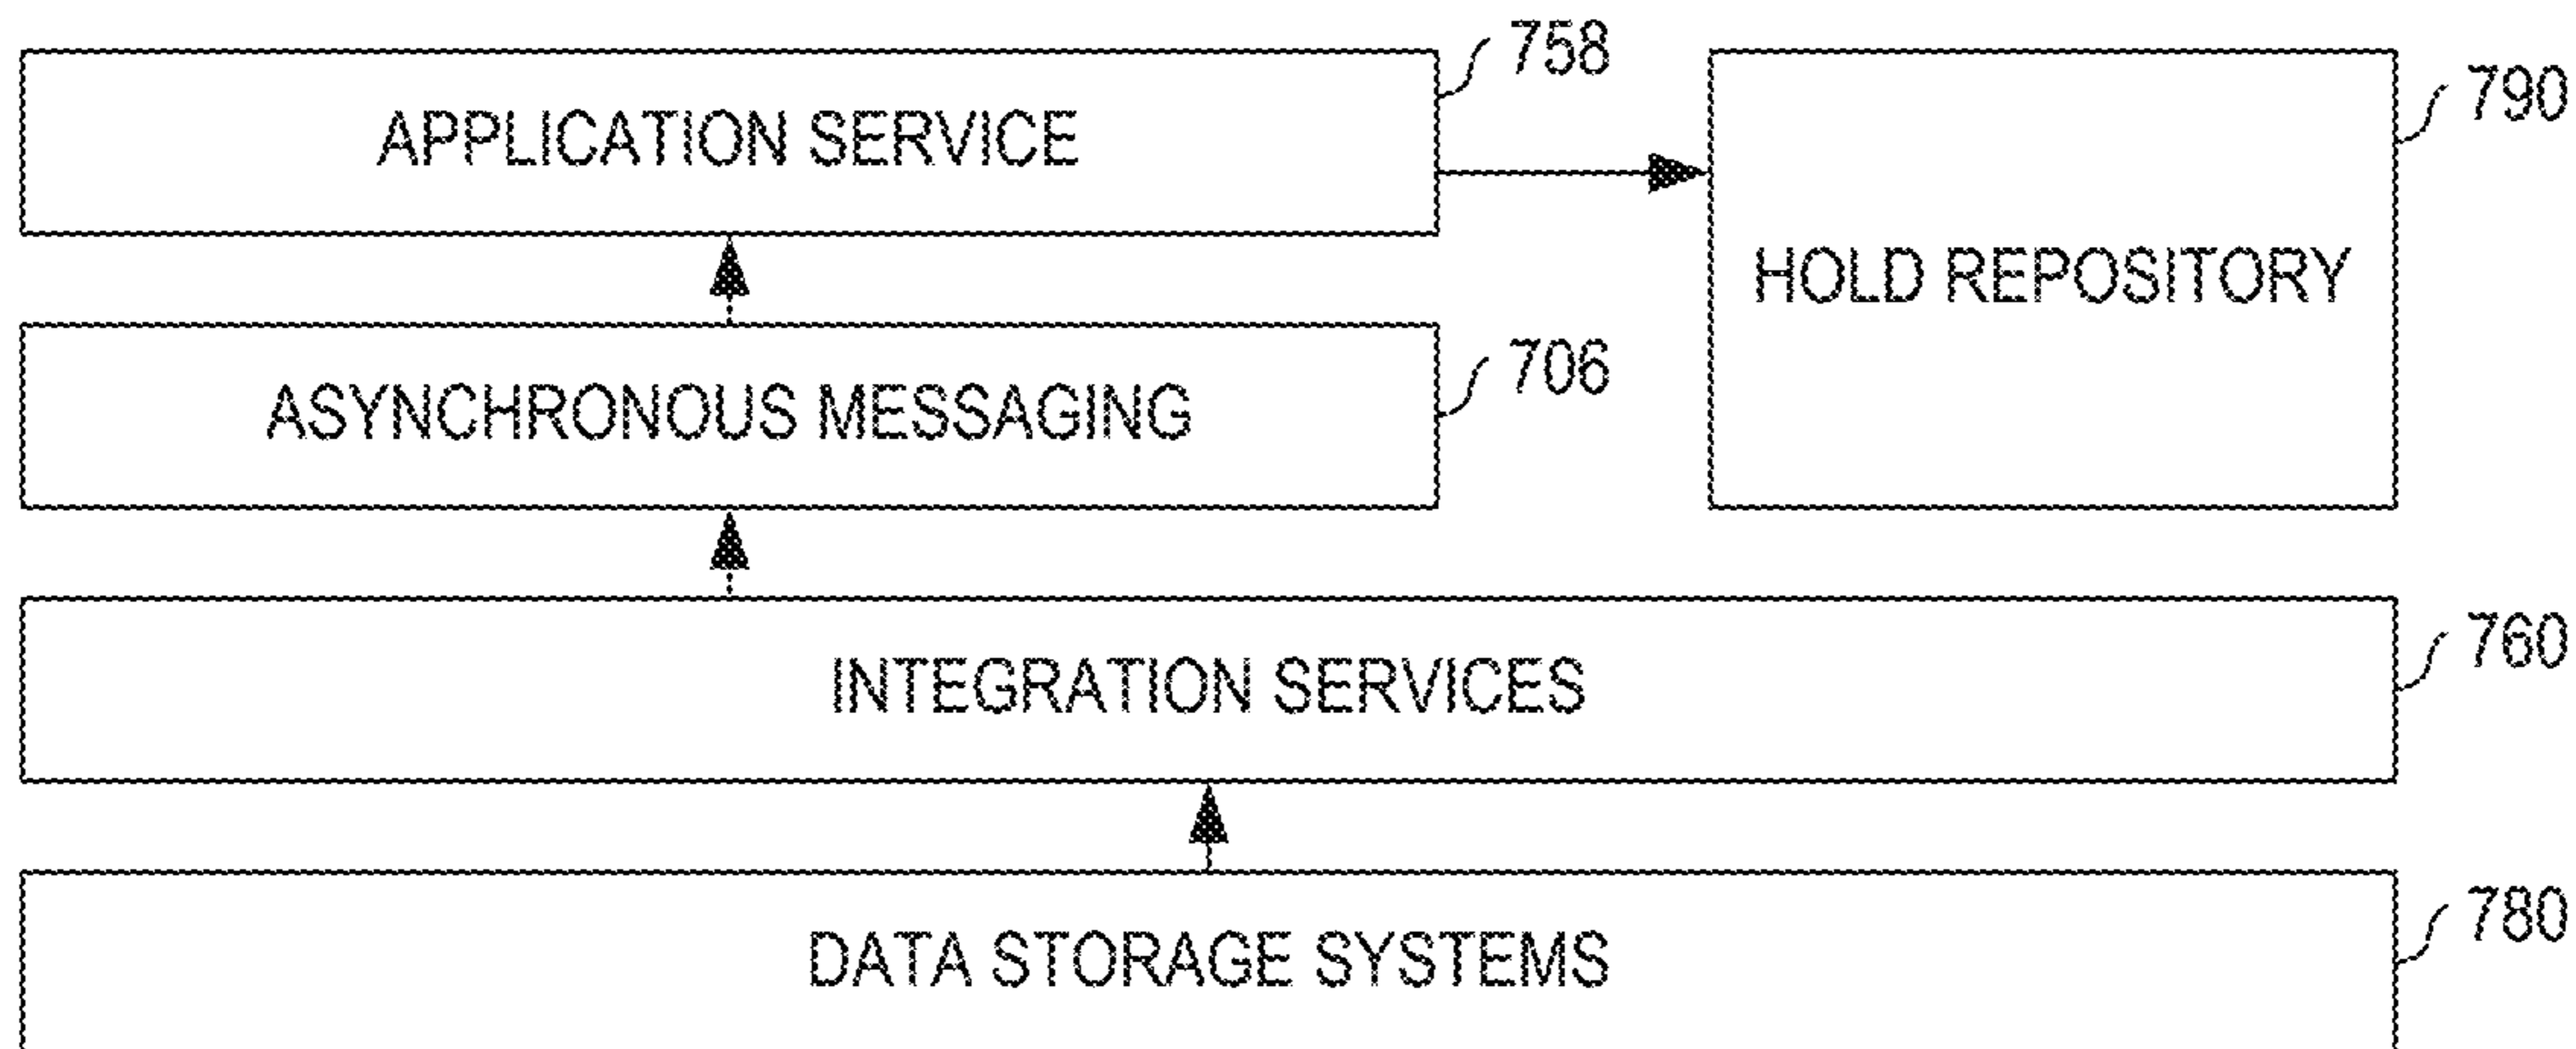 758
APPLICATION SERVICE
790
HOLD REPOSITORY
706
ASYNCHRONOUS MESSAGING
760
INTEGRATION SERVICES
780
DATA STORAGE SYSTEMS